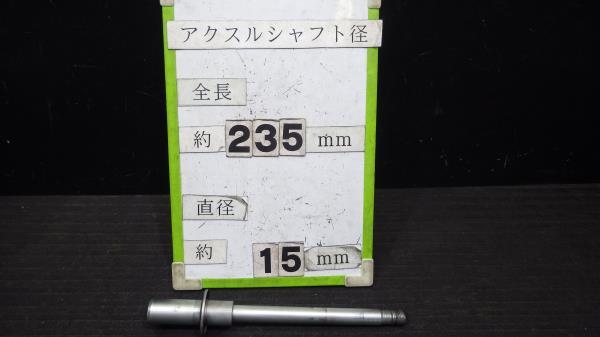 アクスルシャフト径
全長
約 235 mm
直径
約 15 mm